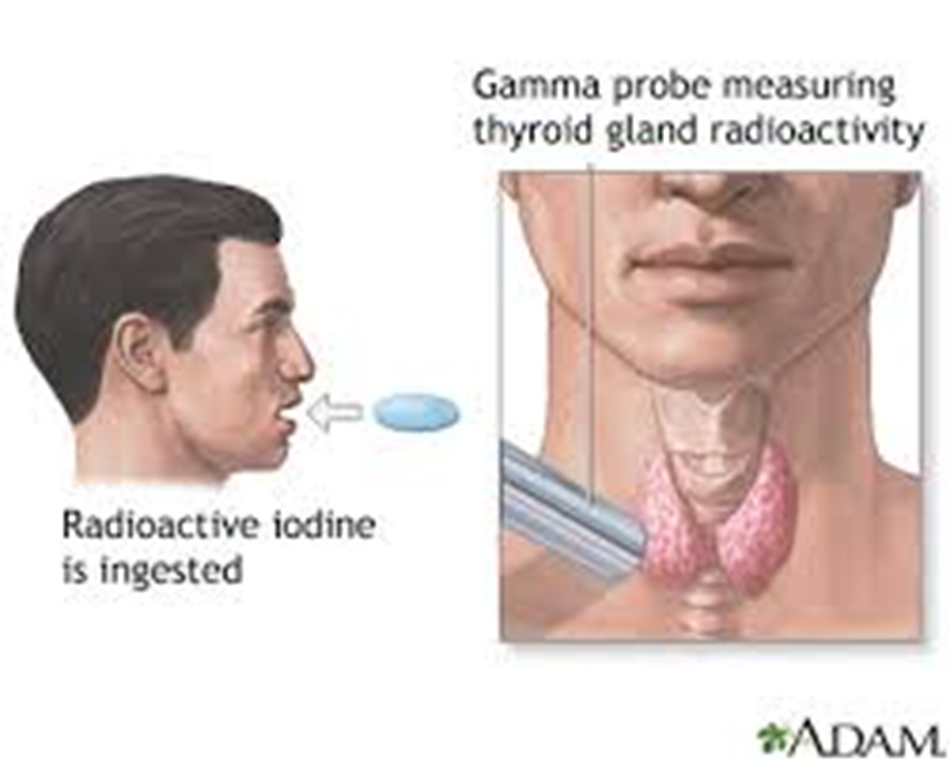 Gamma probe measuring
thyroid gland radioactivity
Radioactive iodine
is ingested
ADAM.